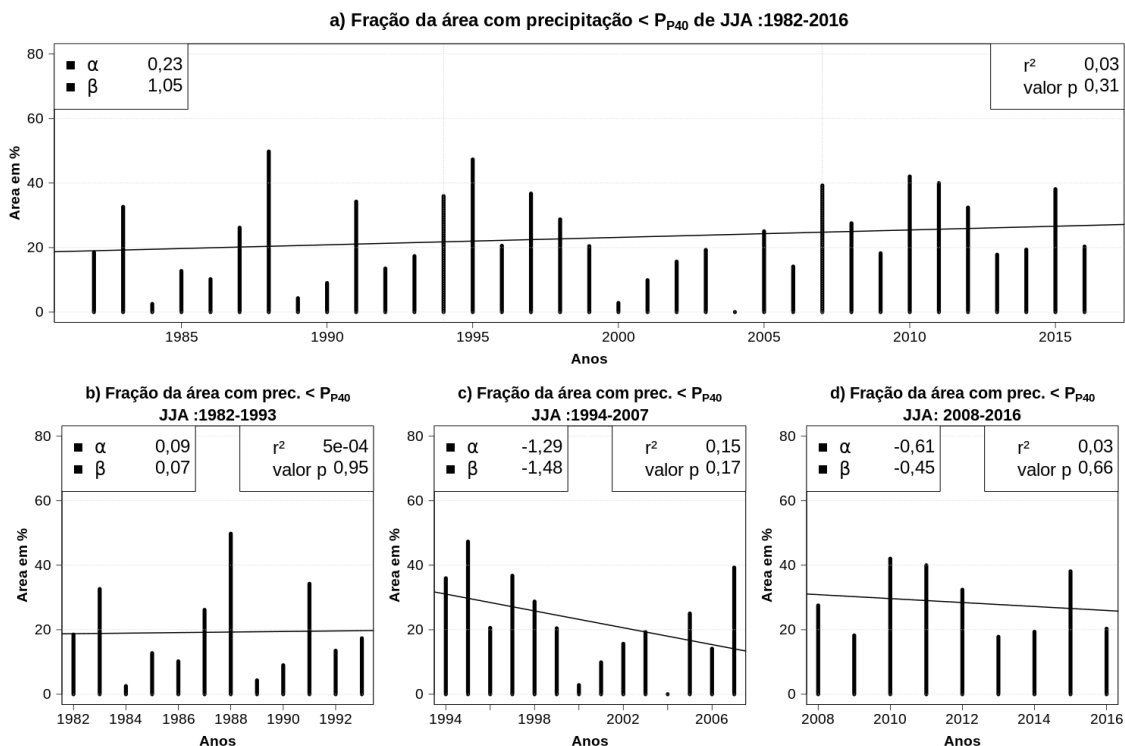 a) Fração da área com precipitação < PP40 de JJA :1982-2016
α 0,23
β 1,05
r² 0,03
valor p 0,31
Area em %
80
60
40
20
0
1985 1990 1995 2000 2005 2010 2015
Anos
b) Fração da área com prec. < PP40
JJA :1982-1993
α 0,09
β 0,07
r² 5e-04
valor p 0,95
Area em %
80
60
40
20
0
1982 1984 1986 1988 1990 1992
Anos
c) Fração da área com prec. < PP40
JJA :1994-2007
α -1,29
β -1,48
r² 0,15
valor p 0,17
Area em %
80
60
40
20
0
1994 1998 2002 2006
Anos
d) Fração da área com prec. < PP40
JJA: 2008-2016
α -0,61
β -0,45
r² 0,03
valor p 0,66
Area em %
80
60
40
20
0
2008 2010 2012 2014 2016
Anos